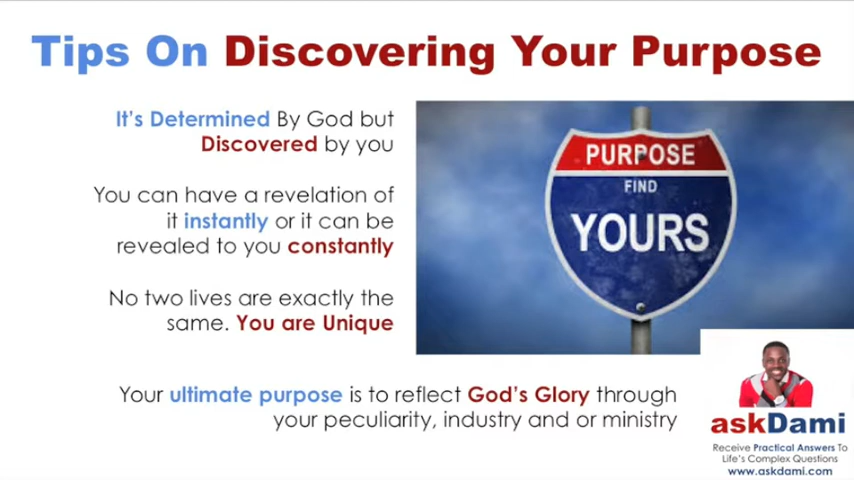 Tips On Discovering Your Purpose
It's Determined By God but
Discovered by you
You can have a revelation of
it instantly or it can be
revealed to you constantly
No two lives are exactly the
same. You are Unique
PURPOSE
FIND
YOURS
Your ultimate purpose is to reflect God's Glory through
your peculiarity, industry and or ministry
askDami
Receive Practical Answers To
Life's Complex Questions
www.askdami.com